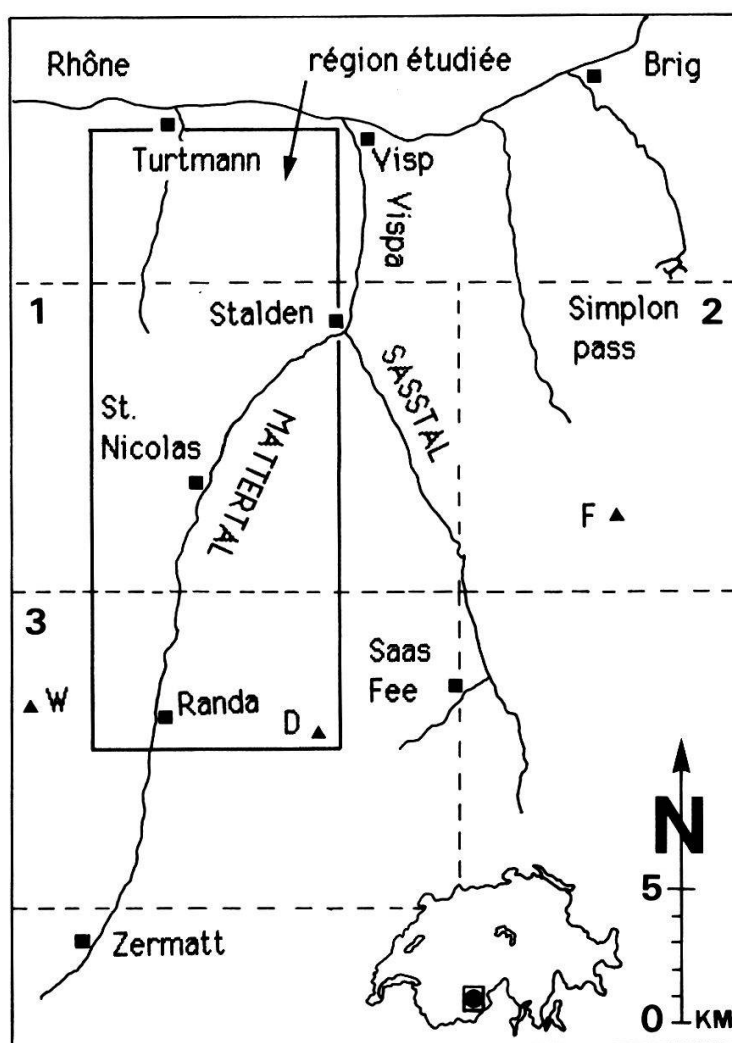 Rhône
région étudiée
Brig
Turtmann
Visp
Vispa
1
Stalden
Simplon
pass
2
SASSTAL
St.
Nicolas
MATTERTAL
F
3
Saas
Fee
W
Randa
D
N
5
Zermatt
0 KM